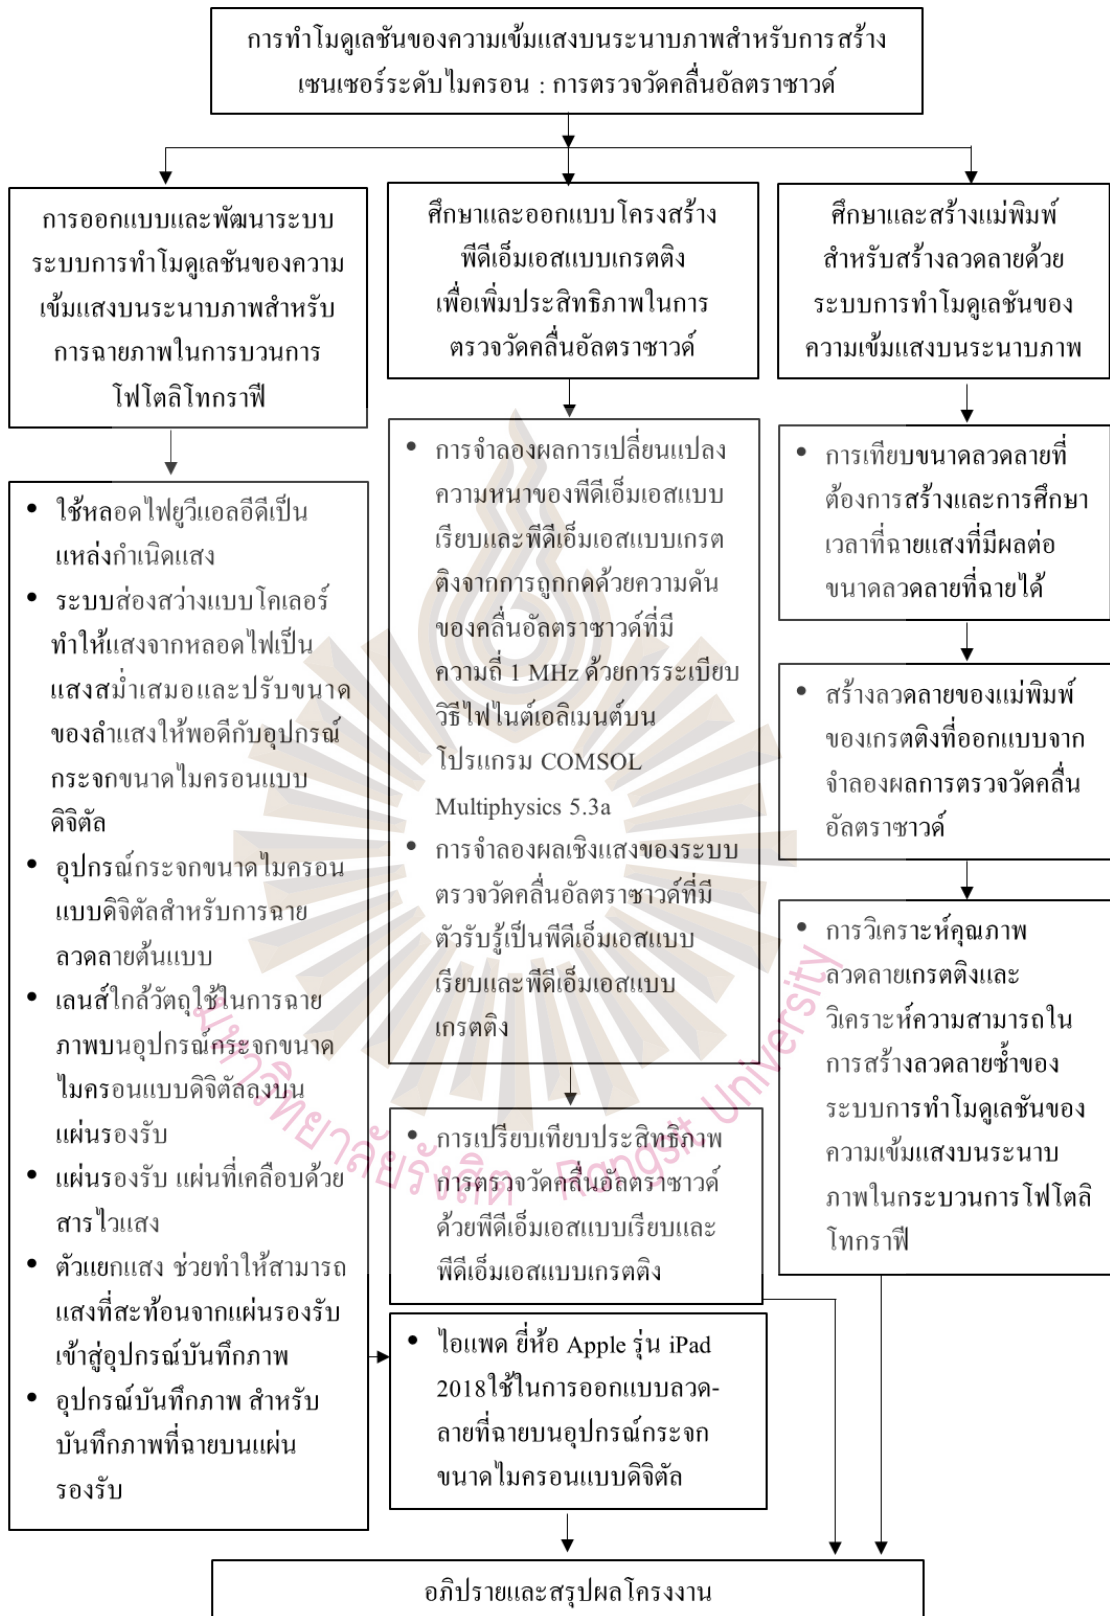 การทำโมดูเลชันของความเข้มแสงบนระนาบภาพสำหรับการสร้าง
เซนเซอร์ระดับไมครอน : การตรวจวัดคลื่นอัลตราซาวด์
การออกแบบและพัฒนาระบบ
ระบบการทำโมดูเลชันของความ
เข้มแสงบนระนาบภาพสำหรับ
การฉายภาพในการบวนการ
โฟโตลิโทกราฟี
• ใช้หลอดไฟยูวีแอลอีดีเป็น
แหล่งกำเนิดแสง
• ระบบส่องสว่างแบบโคเลอร์
ทำให้แสงจากหลอดไฟเป็น
แสงสม่ำเสมอและปรับขนาด
ของลำแสงให้พอดีกับอุปกรณ์
กระจกขนาดไมครอนแบบ
ดิจิตัล
• อุปกรณ์กระจกขนาดไมครอน
แบบดิจิตัลสำหรับการฉาย
ลวดลายต้นแบบ
• เลนส์ใกล้วัตถุใช้ในการฉาย
ภาพบนอุปกรณ์กระจกขนาด
ไมครอนแบบดิจิตัลลงบน
แผ่นรองรับ
• แผ่นรองรับ แผ่นที่เคลือบด้วย
สารไวแสง
• ตัวแยกแสง ช่วยทำให้สามารถ
แสงที่สะท้อนจากแผ่นรองรับ
เข้าสู่อุปกรณ์บันทึกภาพ
• อุปกรณ์บันทึกภาพ สำหรับ
บันทึกภาพที่ฉายบนแผ่น
รองรับ
ศึกษาและออกแบบโครงสร้าง
พีดีเอ็มเอสแบบเกรตติง
เพื่อเพิ่มประสิทธิภาพในการ
ตรวจวัดคลื่นอัลตราซาวด์
• การจำลองผลการเปลี่ยนแปลง
ความหนาของพีดีเอ็มเอสแบบ
เรียบและพีดีเอ็มเอสแบบเกรต
ติงจากการถูกกดด้วยความดัน
ของคลื่นอัลตราซาวด์ที่มี
ความถี่ 1 MHz ด้วยการระเบียบ
วิธีไฟไนต์เอลิเมนต์บน
โปรแกรม COMSOL
Multiphysics 5.3a
• การจำลองผลเชิงแสงของระบบ
ตรวจวัดคลื่นอัลตราซาวด์ที่มี
ตัวรับรู้เป็นพีดีเอ็มเอสแบบ
เรียบและพีดีเอ็มเอสแบบ
เกรตติง
• การเปรียบเทียบประสิทธิภาพ
การตรวจวัดคลื่นอัลตราซาวด์
ด้วยพีดีเอ็มเอสแบบเรียบและ
พีดีเอ็มเอสแบบเกรตติง
• ไอแพด ยี่ห้อ Apple รุ่น iPad
2018ใช้ในการออกแบบลวด-
ลายที่ฉายบนอุปกรณ์กระจก
ขนาดไมครอนแบบดิจิตัล
ศึกษาและสร้างแม่พิมพ์
สำหรับสร้างลวดลายด้วย
ระบบการทำโมดูเลชันของ
ความเข้มแสงบนระนาบภาพ
• การเทียบขนาดลวดลายที่
ต้องการสร้างและการศึกษา
เวลาที่ฉายแสงที่มีผลต่อ
ขนาดลวดลายที่ฉายได้
• สร้างลวดลายของแม่พิมพ์
ของเกรตติงที่ออกแบบจาก
จำลองผลการตรวจวัดคลื่น
อัลตราซาวด์
• การวิเคราะห์คุณภาพ
ลวดลายเกรตติงและ
วิเคราะห์ความสามารถใน
การสร้างลวดลายซ้ำของ
ระบบการทำโมดูเลชันของ
ความเข้มแสงบนระนาบ
ภาพในกระบวนการโฟโตลิ
โทกราฟี
อภิปรายและสรุปผลโครงงาน
มหาวิทยาลัยรังสิต Rangsit University